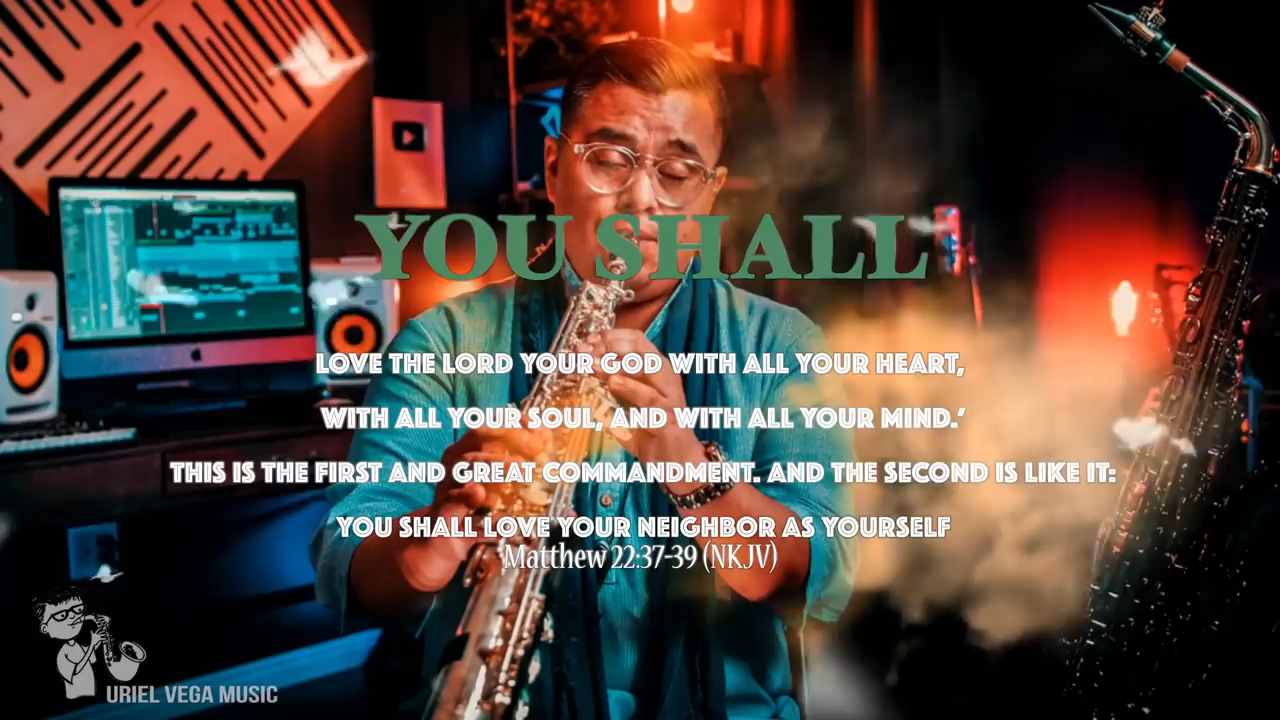 YOU SHALL
LOVE THE LORD YOUR GOD WITH ALL YOUR HEART,
WITH ALL YOUR SOUL, AND WITH ALL YOUR MIND.’
THIS IS THE FIRST AND GREAT COMMANDMENT. AND THE SECOND IS LIKE IT:
YOU SHALL LOVE YOUR NEIGHBOR AS YOURSELF
Matthew 22:37-39 (NKJV)
URIEL VEGA MUSIC